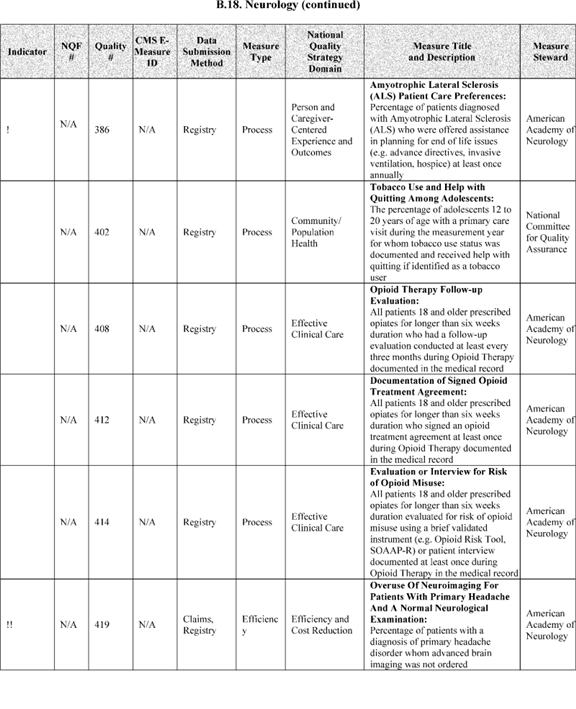 B.18. Neurology (continued)
Indicator
NQF
#
Quality
#
CMS E-
Measure
ID
Data
Submission
Method
Measure
Type
National
Quality
Strategy
Domain
Measure Title
and Description
Measure
Steward
!
N/A
386
N/A
Registry
Process
Person and
Caregiver-
Centered
Experience and
Outcomes
Amyotrophic Lateral Sclerosis
(ALS) Patient Care Preferences:
Percentage of patients diagnosed
with Amyotrophic Lateral Sclerosis
(ALS) who were offered assistance
in planning for end of life issues
(e.g. advance directives, invasive
ventilation, hospice) at least once
annually
American
Academy of
Neurology
N/A
402
N/A
Registry
Process
Community/
Population
Health
Tobacco Use and Help with
Quitting Among Adolescents:
The percentage of adolescents 12 to
20 years of age with a primary care
visit during the measurement year
for whom tobacco use status was
documented and received help with
quitting if identified as a tobacco
user
National
Committee
for Quality
Assurance
N/A
408
N/A
Registry
Process
Effective
Clinical Care
Opioid Therapy Follow-up
Evaluation:
All patients 18 and older prescribed
opiates for longer than six weeks
duration who had a follow-up
evaluation conducted at least every
three months during Opioid Therapy
documented in the medical record
American
Academy of
Neurology
N/A
412
N/A
Registry
Process
Effective
Clinical Care
Documentation of Signed Opioid
Treatment Agreement:
All patients 18 and older prescribed
opiates for longer than six weeks
duration who signed an opioid
treatment agreement at least once
during Opioid Therapy documented
in the medical record
American
Academy of
Neurology
N/A
414
N/A
Registry
Process
Effective
Clinical Care
Evaluation or Interview for Risk
of Opioid Misuse:
All patients 18 and older prescribed
opiates for longer than six weeks
duration evaluated for risk of opioid
misuse using a brief validated
instrument (e.g. Opioid Risk Tool,
SOAAP-R) or patient interview
documented at least once during
Opioid Therapy in the medical record
American
Academy of
Neurology
!!
N/A
419
N/A
Claims,
Registry
Efficienc
y
Efficiency and
Cost Reduction
Overuse Of Neuroimaging For
Patients With Primary Headache
And A Normal Neurological
Examination:
Percentage of patients with a
diagnosis of primary headache
disorder whom advanced brain
imaging was not ordered
American
Academy of
Neurology